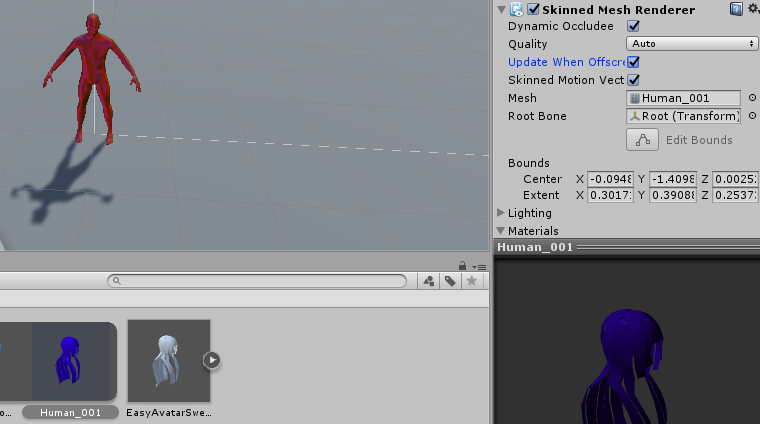 Skinned Mesh Renderer
Dynamic Occludee
Quality Auto
Update When Offscre
Skinned Motion Vect
Mesh Human_001
Root Bone Root (Transform)
Edit Bounds
Bounds
Center X -0.0948 Y -1.4098 Z 0.0025
Extent X 0.3017 Y 0.3908 Z 0.2537
Lighting
Materials
Human_001
o... Human_001 EasyAvatarSwe...